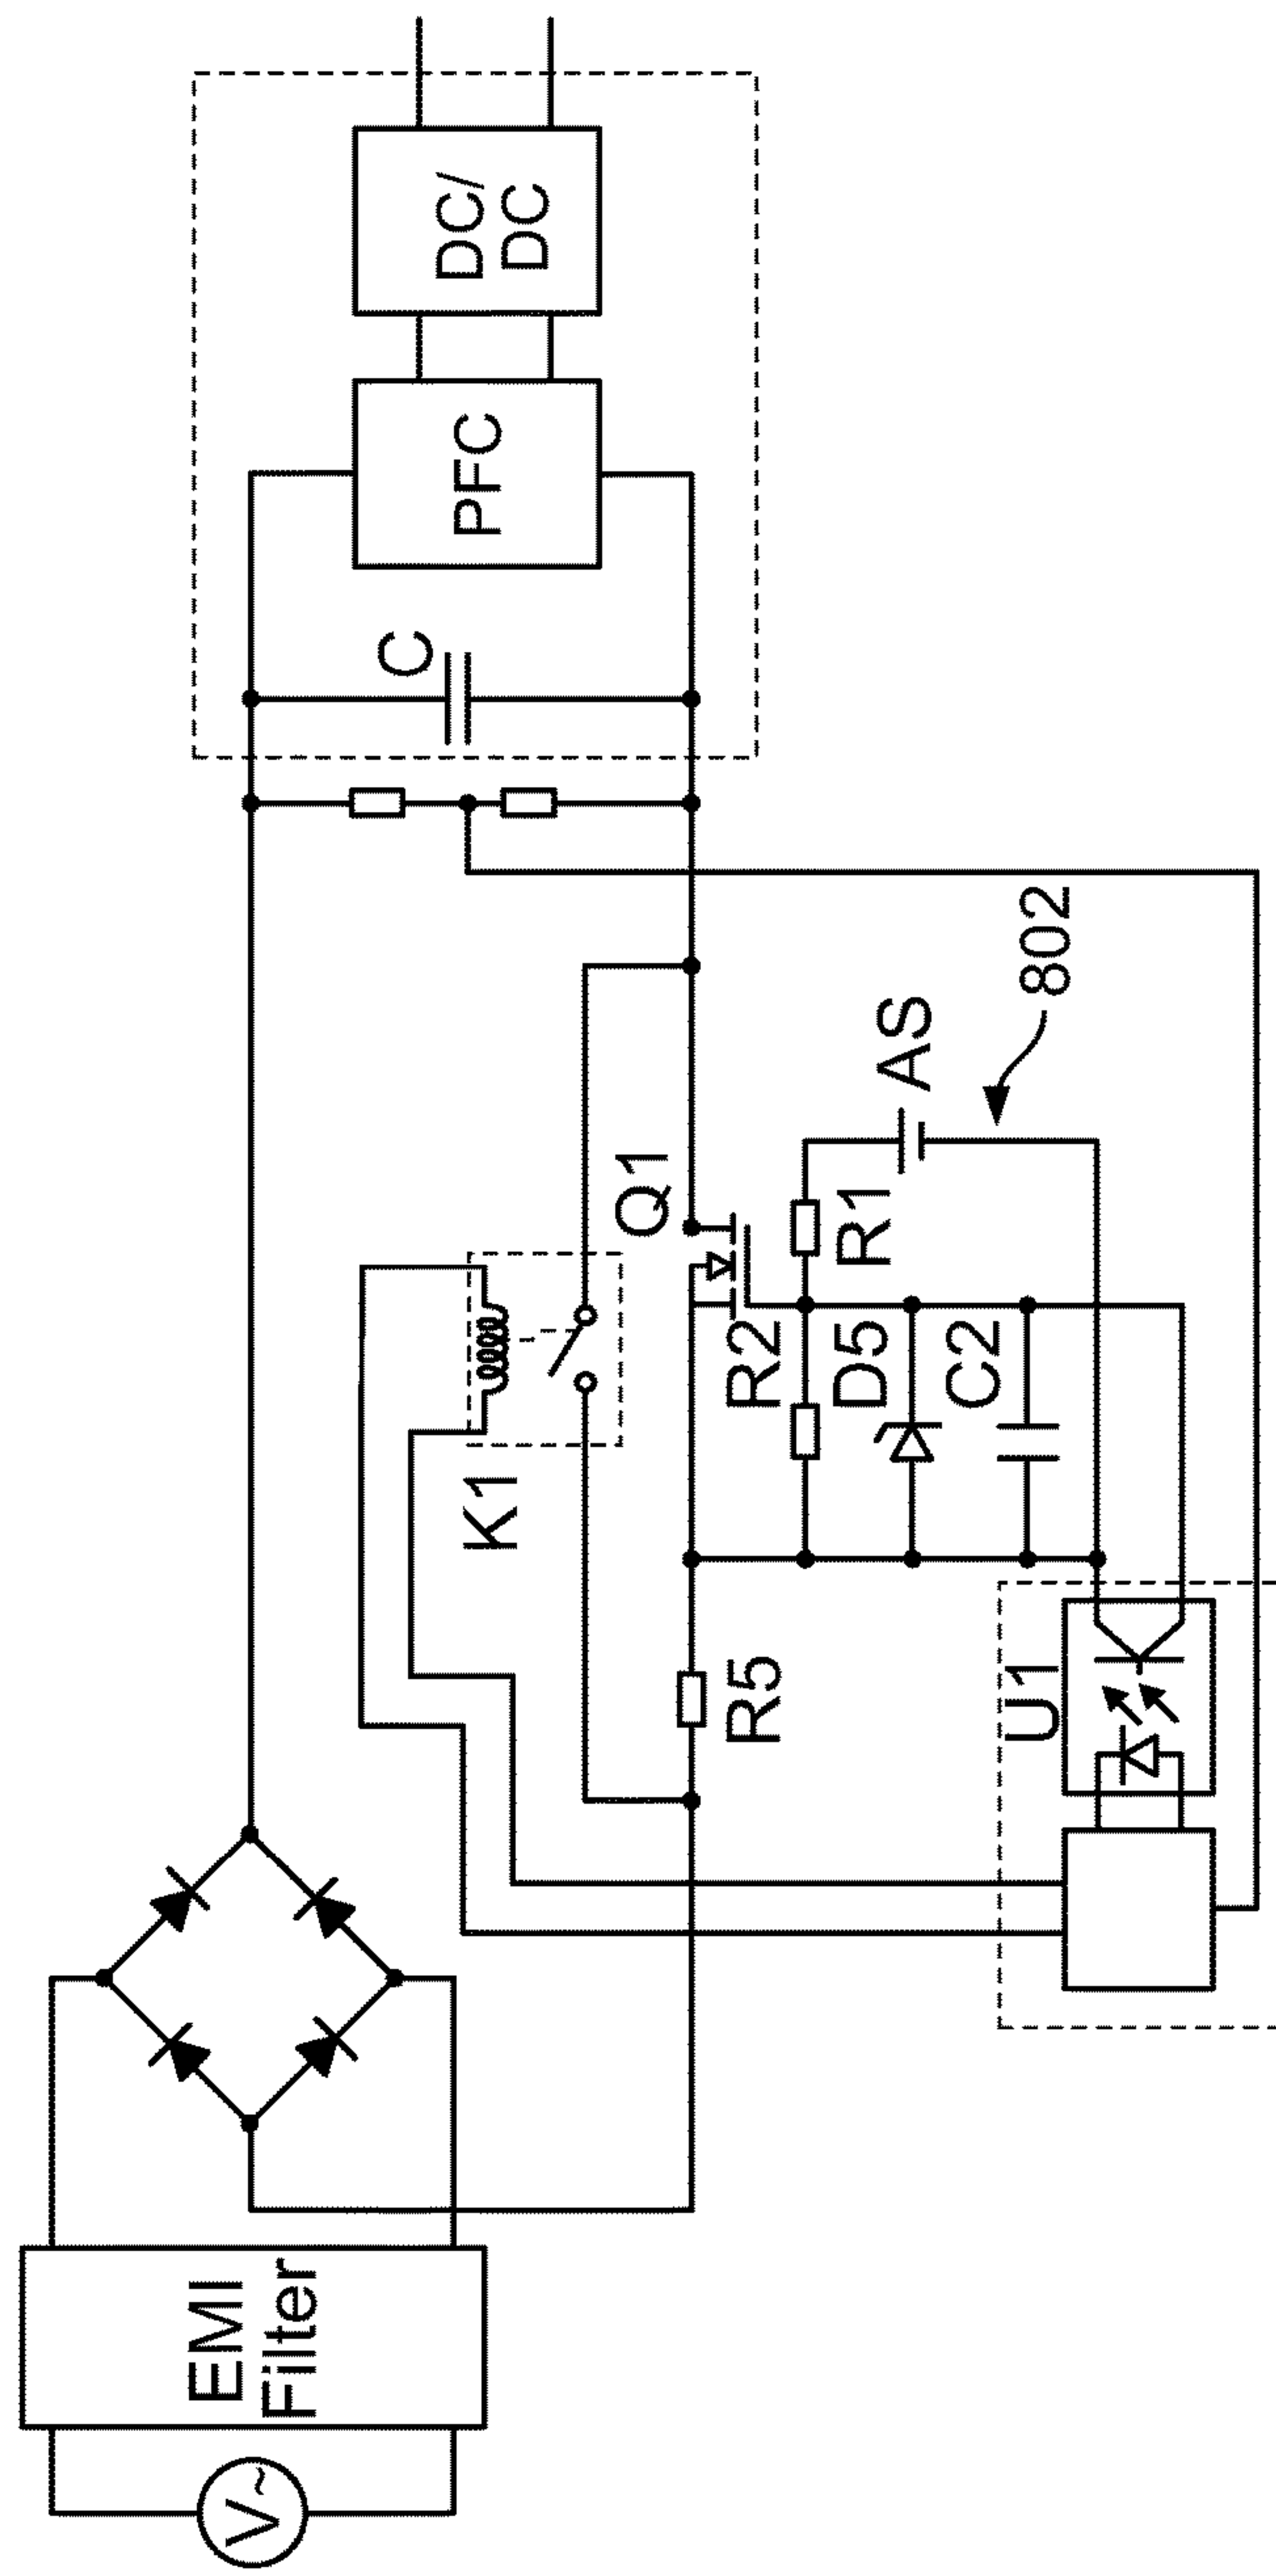 V~
EMI
Filter
K1
Q1
R5
R2
R1
D5
C2
AS
802
U1
C
PFC
DC/
DC